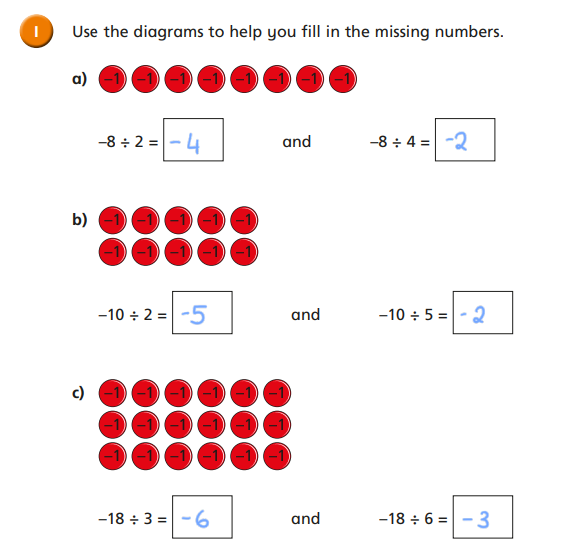 1 Use the diagrams to help you fill in the missing numbers.
a) –1 –1 –1 –1 –1 –1 –1 –1
–8 ÷ 2 = -4 and –8 ÷ 4 = -2
b) –1 –1 –1 –1 –1
–1 –1 –1 –1 –1
–10 ÷ 2 = -5 and –10 ÷ 5 = -2
c) –1 –1 –1 –1 –1 –1
–1 –1 –1 –1 –1 –1
–1 –1 –1 –1 –1 –1
–18 ÷ 3 = -6 and –18 ÷ 6 = -3